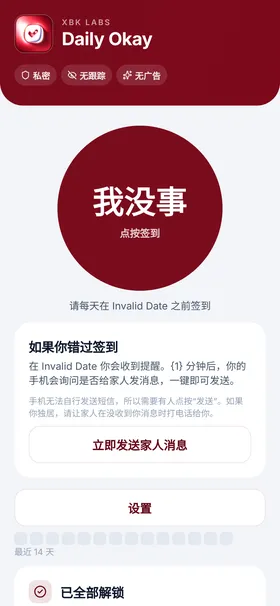 XBK LABS
Daily Okay
私密
无跟踪
无广告
我没事
点按签到
请每天在 Invalid Date 之前签到
如果你错过签到
在 Invalid Date 你会收到提醒。{1} 分钟后，你的
手机会询问是否给家人发消息，一键即可发送。
手机无法自行发送短信，所以需要有人点按“发送”。如果
你独居，请让家人在没收到你消息时打电话给你。
立即发送家人消息
设置
最近 14 天
已全部解锁